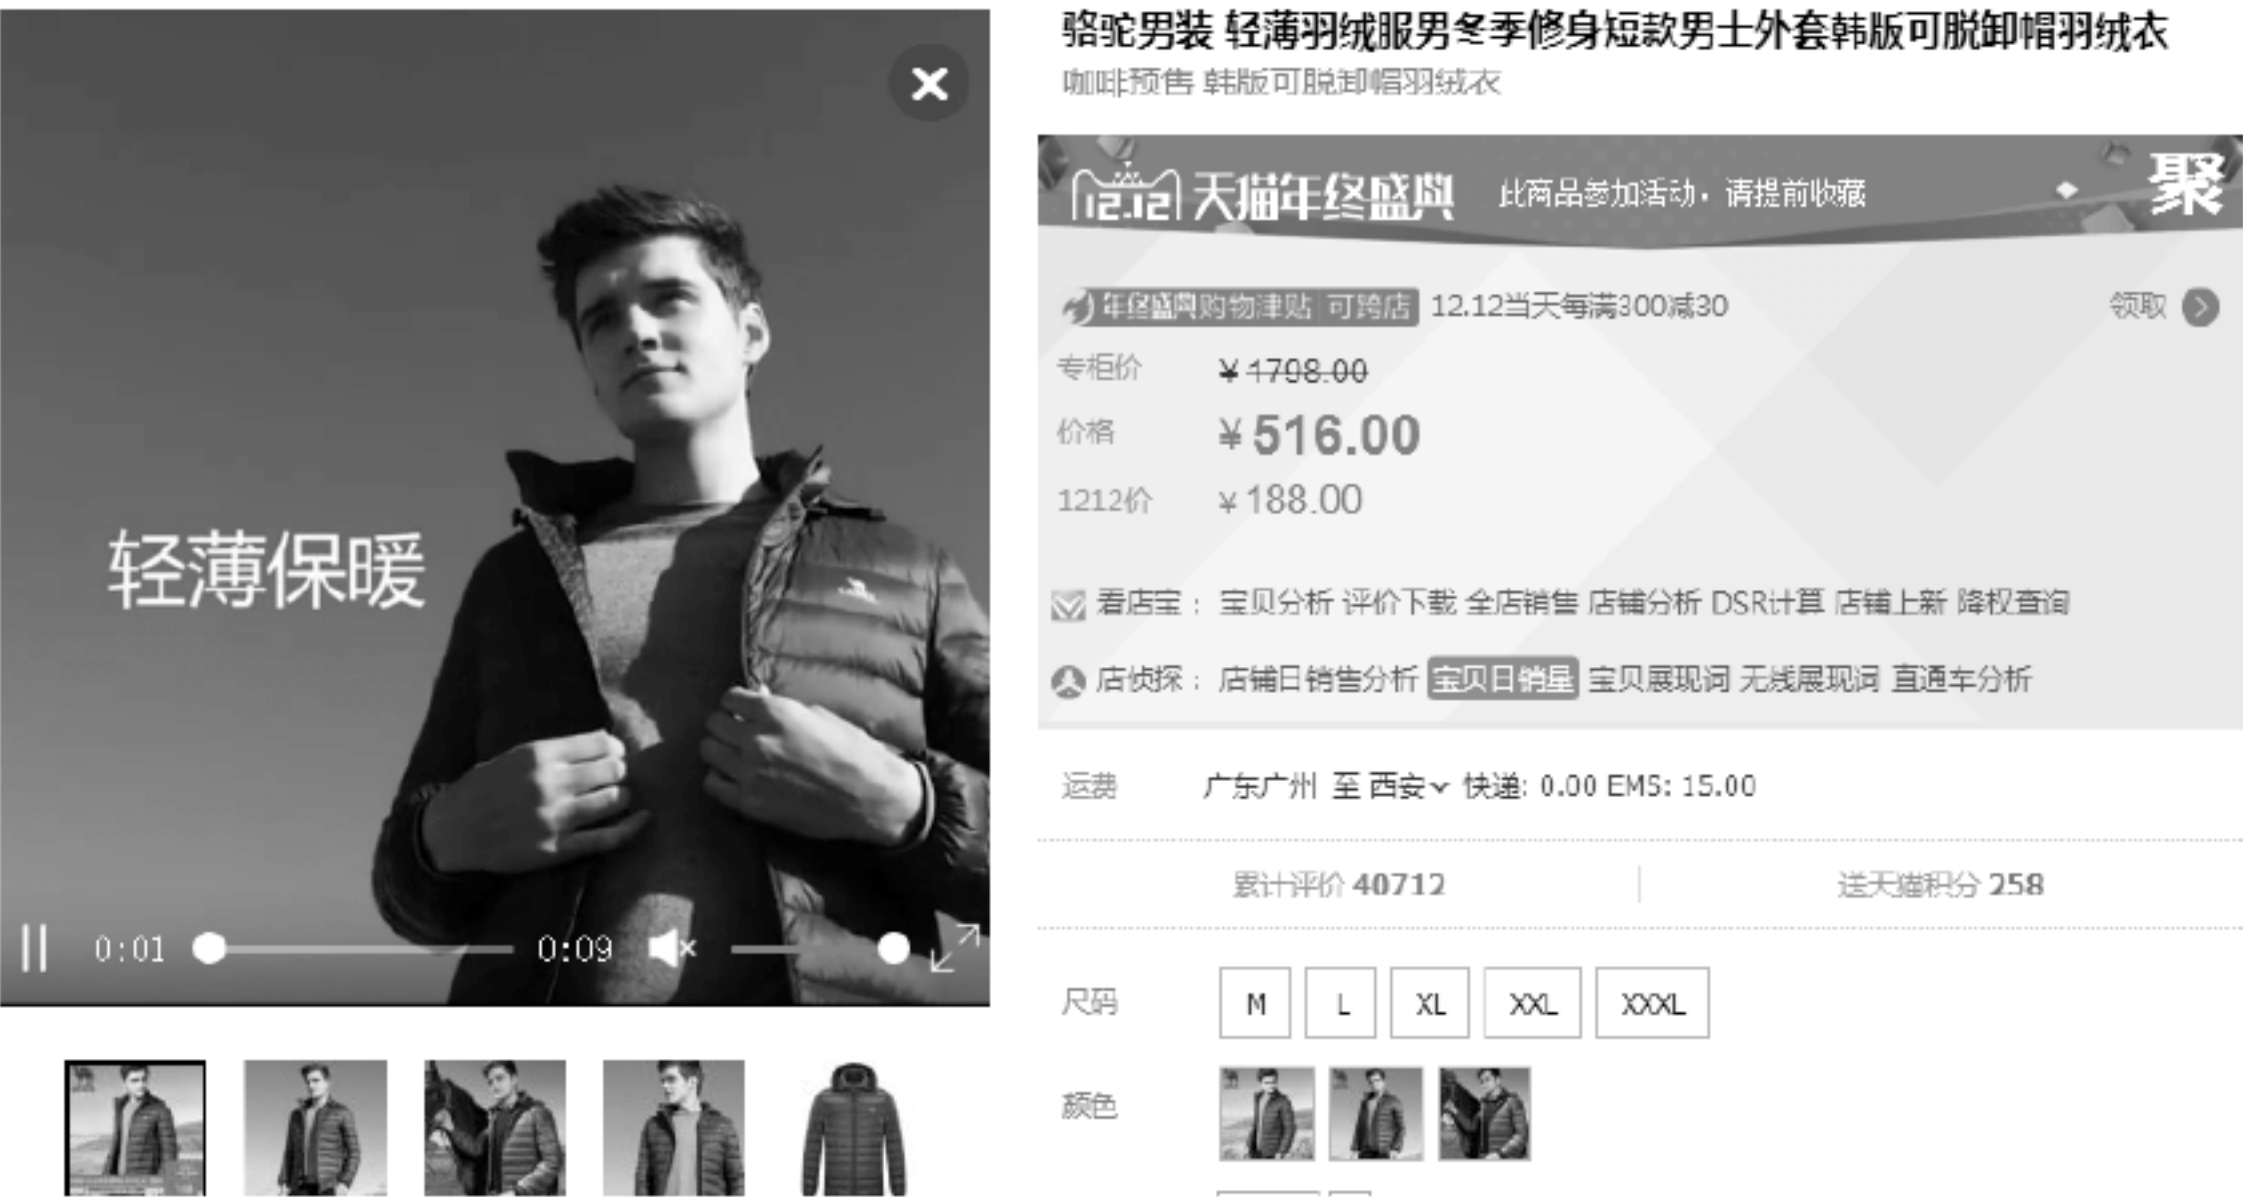 骆驼男装 轻薄羽绒服男冬季修身短款男士外套韩版可脱卸帽羽绒衣
咖啡预售 韩版可脱卸帽羽绒衣
12.12 天猫年终盛典 此商品参加活动，请提前收藏 聚
年终盛典购物津贴 可跨店 12.12当天每满300减30 领取
专柜价 ¥1798.00
价格 ¥516.00
1212价 ¥188.00
看店宝： 宝贝分析 评价下载 全店销售 店铺分析 DSR计算 店铺上新 降权查询
店侦探： 店铺日销售分析 宝贝日销量 宝贝展现词 无线展现词 直通车分析
运费 广东广州 至 西安 快递: 0.00 EMS: 15.00
累计评价 40712 送天猫积分 258
尺码 M L XL XXL XXXL
颜色
轻薄保暖
0:01 0:09